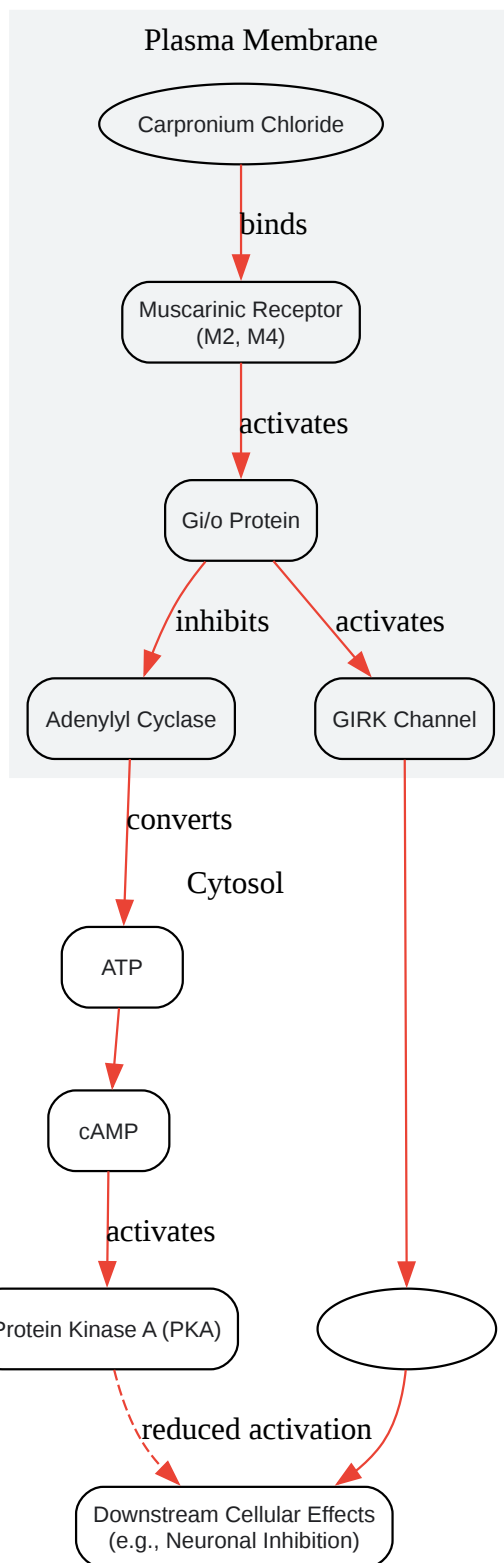 Plasma Membrane
Carpronium Chloride
binds
Muscarinic Receptor
(M2, M4)
activates
Gi/o Protein
inhibits
activates
Adenylyl Cyclase
GIRK Channel
converts
Cytosol
ATP
cAMP
activates
Protein Kinase A (PKA)
reduced activation
Downstream Cellular Effects
(e.g., Neuronal Inhibition)